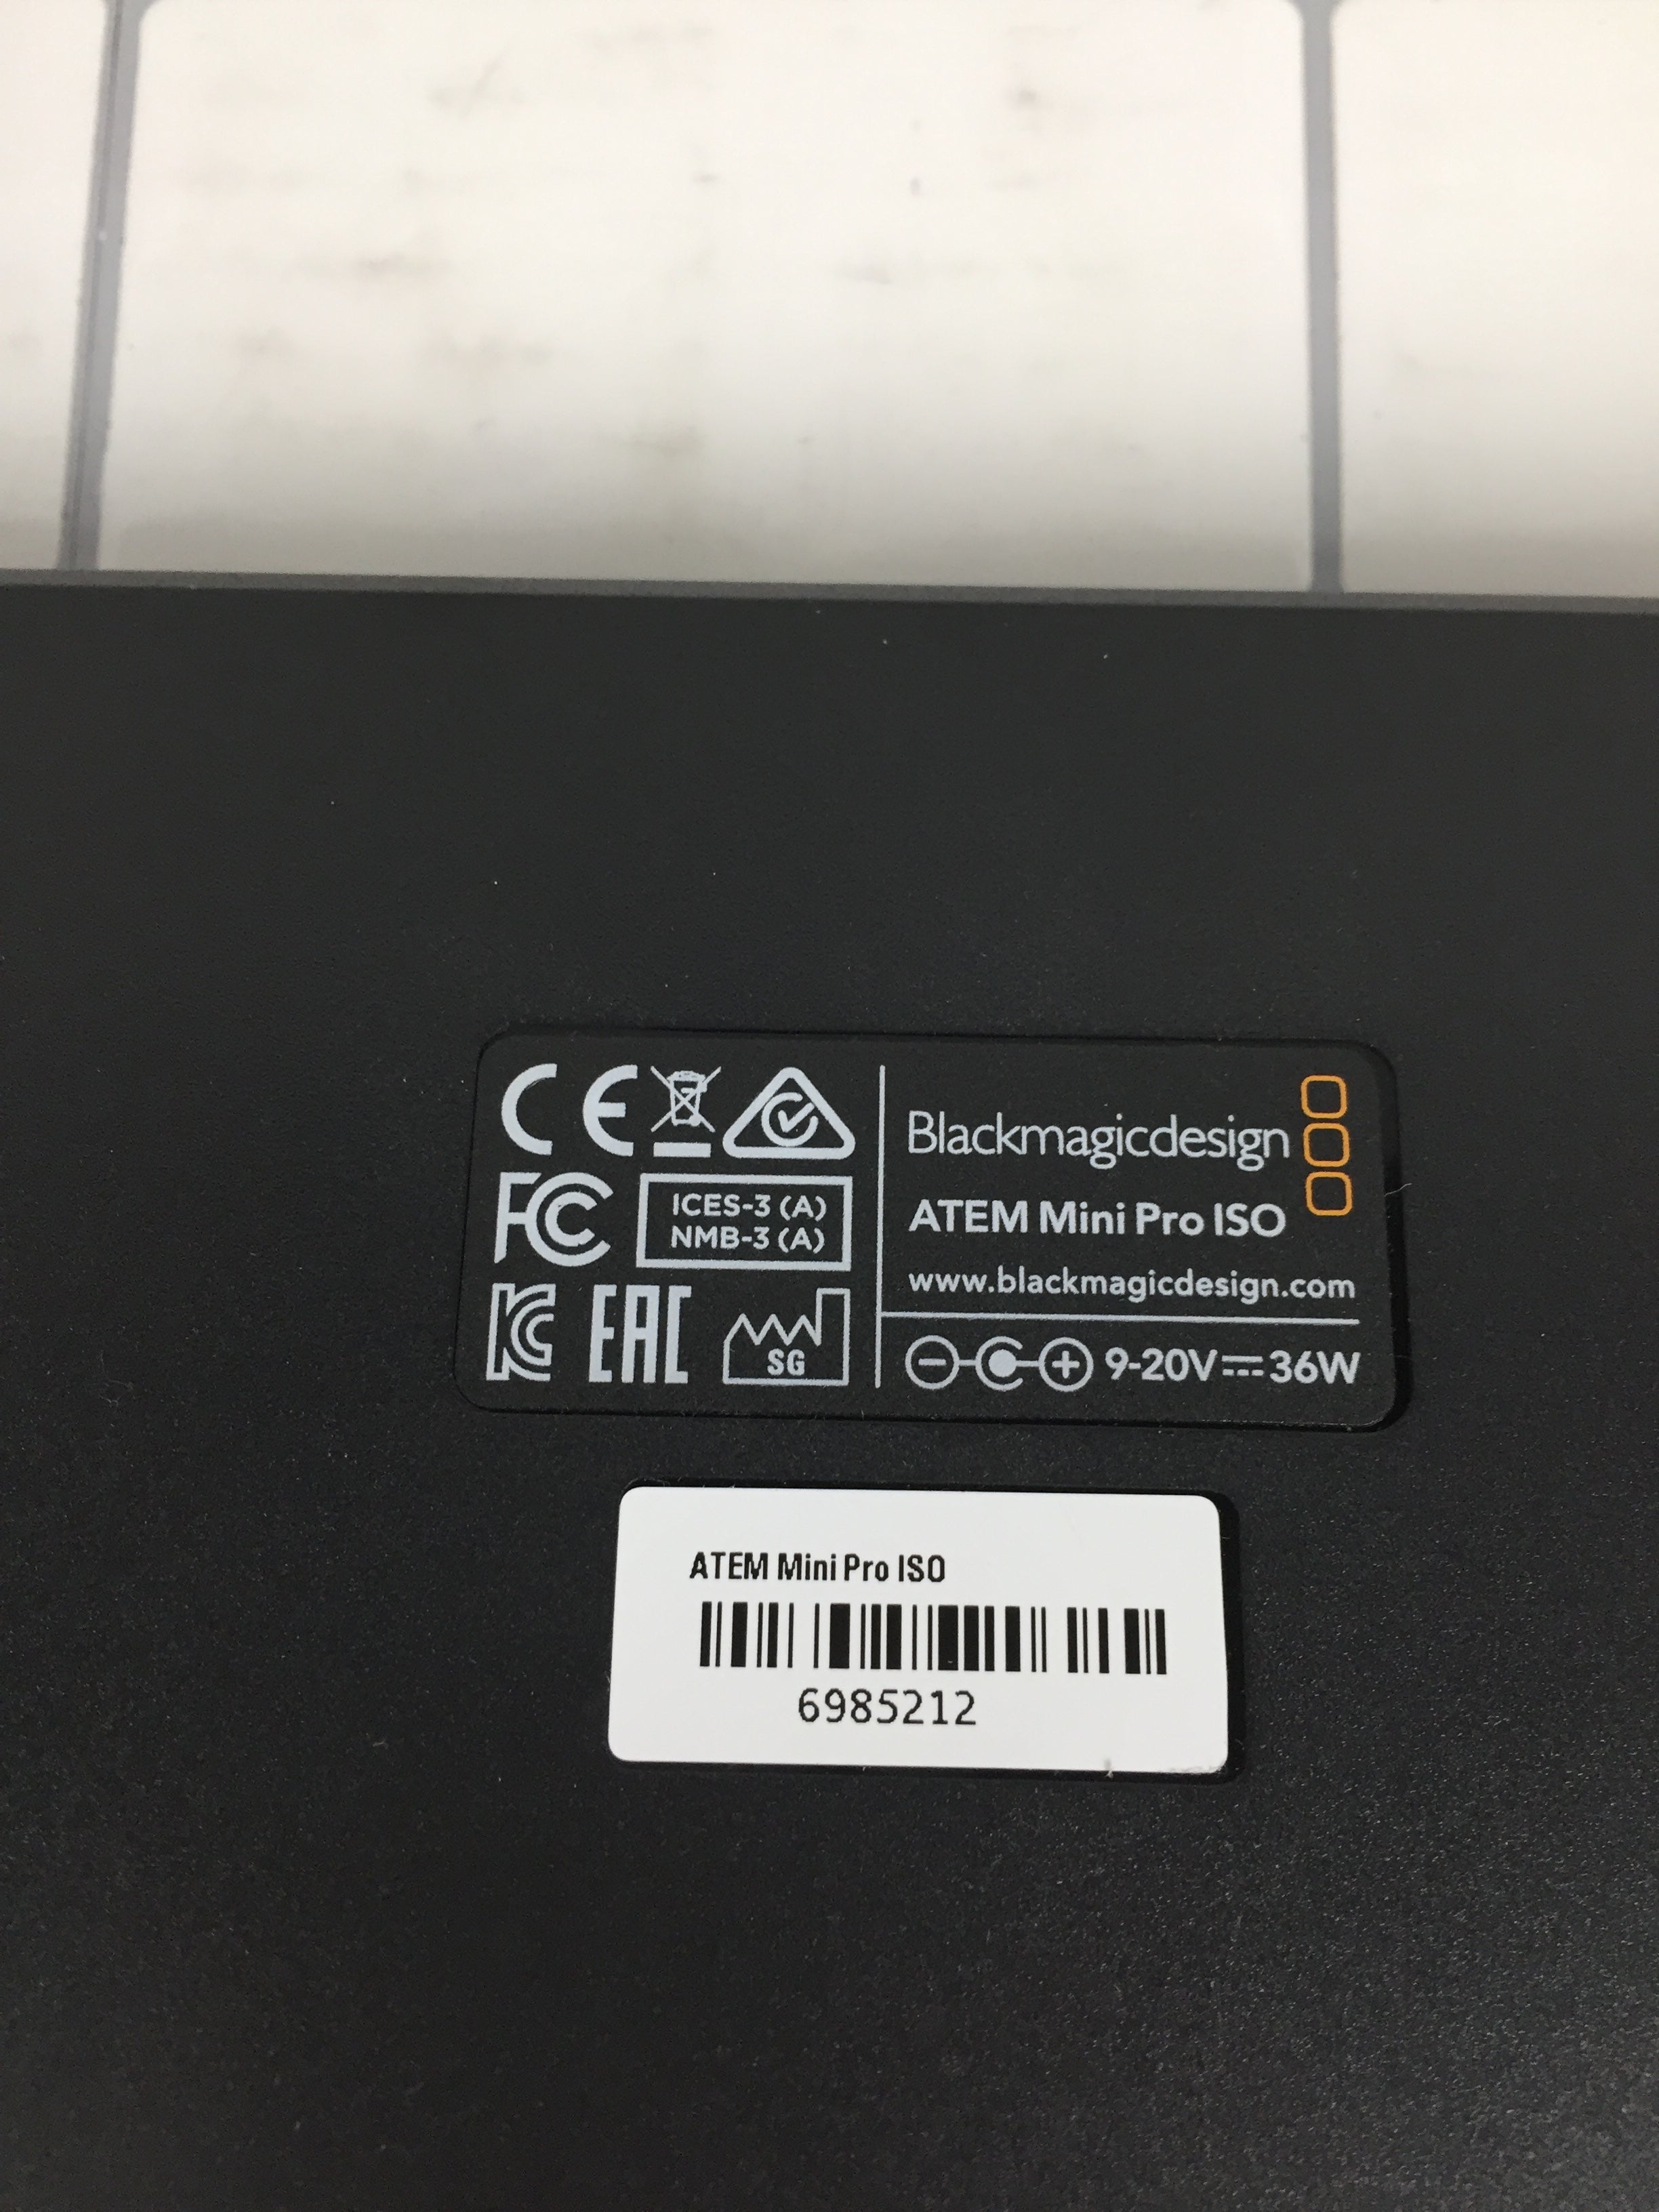 CE
FC
ICES-3 (A)
NMB-3 (A)
KC EAC SG
Blackmagicdesign
ATEM Mini Pro ISO
www.blackmagicdesign.com
9-20V⎓36W
ATEM Mini Pro ISO
6985212